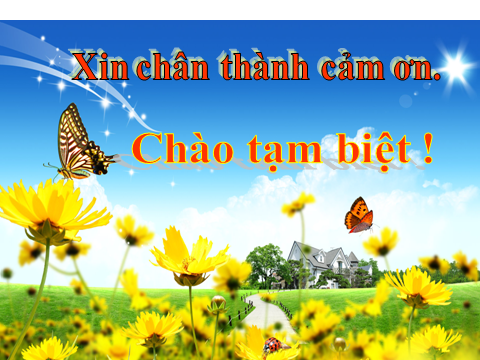 Xin chân thành cảm ơn.
Chào tạm biệt !